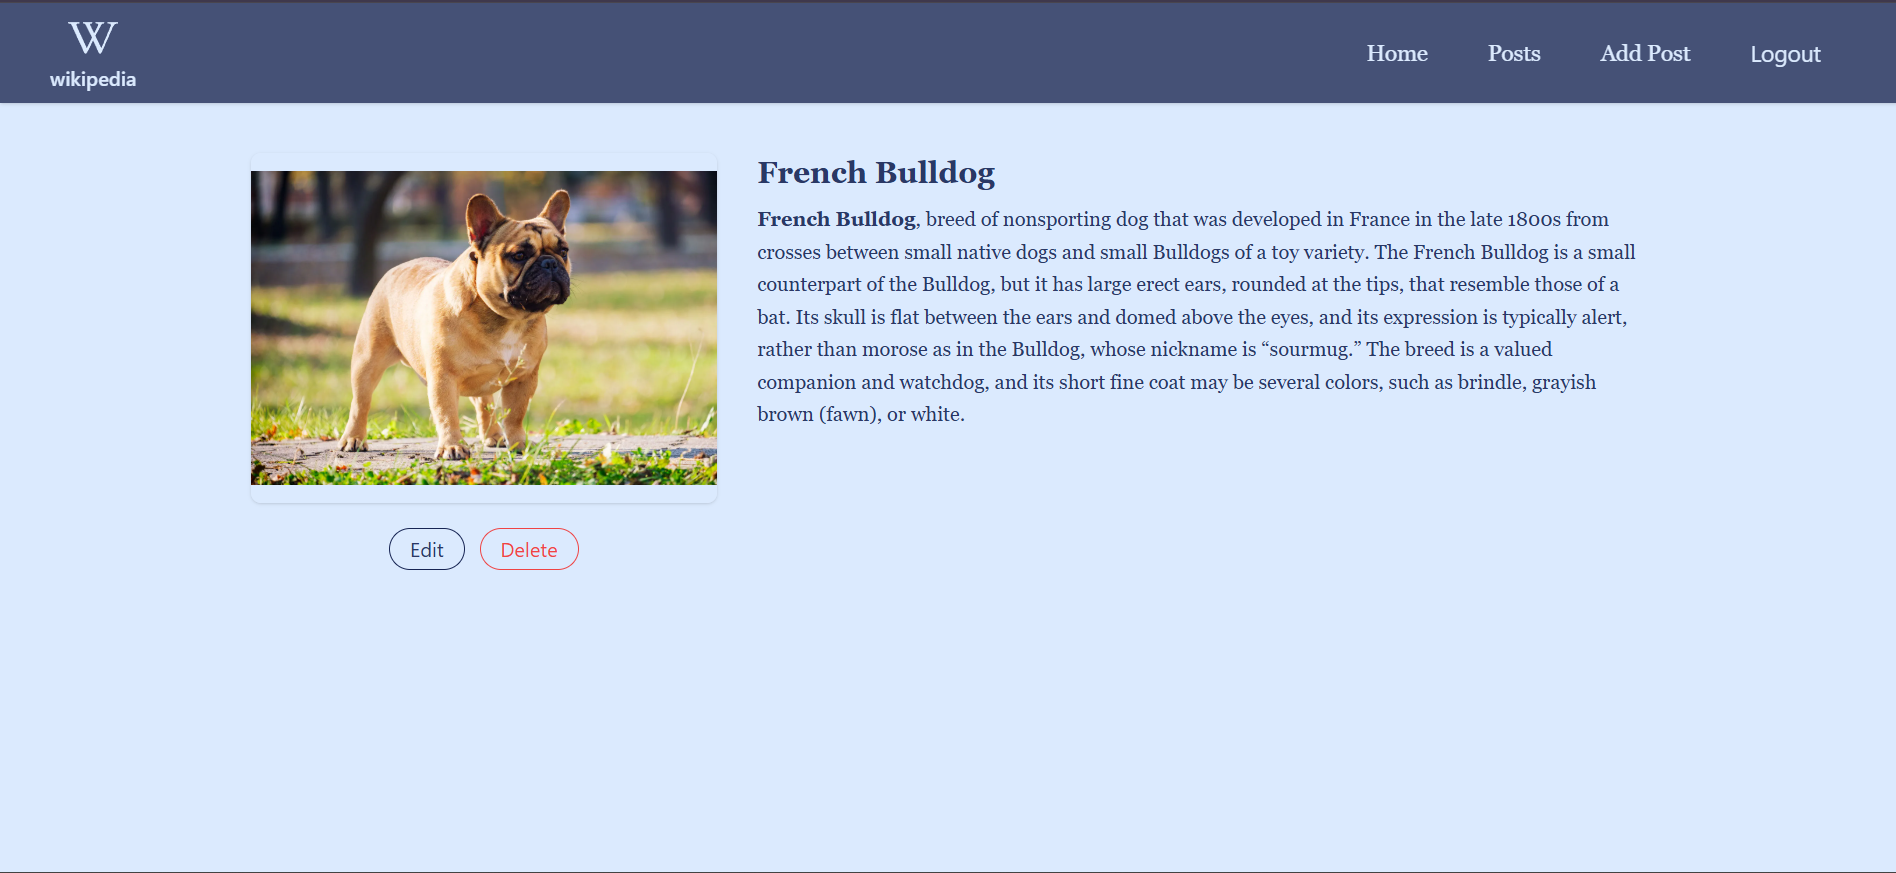 W
wikipedia
Home Posts Add Post Logout
French Bulldog
French Bulldog, breed of nonsporting dog that was developed in France in the late 1800s from
crosses between small native dogs and small Bulldogs of a toy variety. The French Bulldog is a small
counterpart of the Bulldog, but it has large erect ears, rounded at the tips, that resemble those of a
bat. Its skull is flat between the ears and domed above the eyes, and its expression is typically alert,
rather than morose as in the Bulldog, whose nickname is “sourmug.” The breed is a valued
companion and watchdog, and its short fine coat may be several colors, such as brindle, grayish
brown (fawn), or white.
Edit Delete